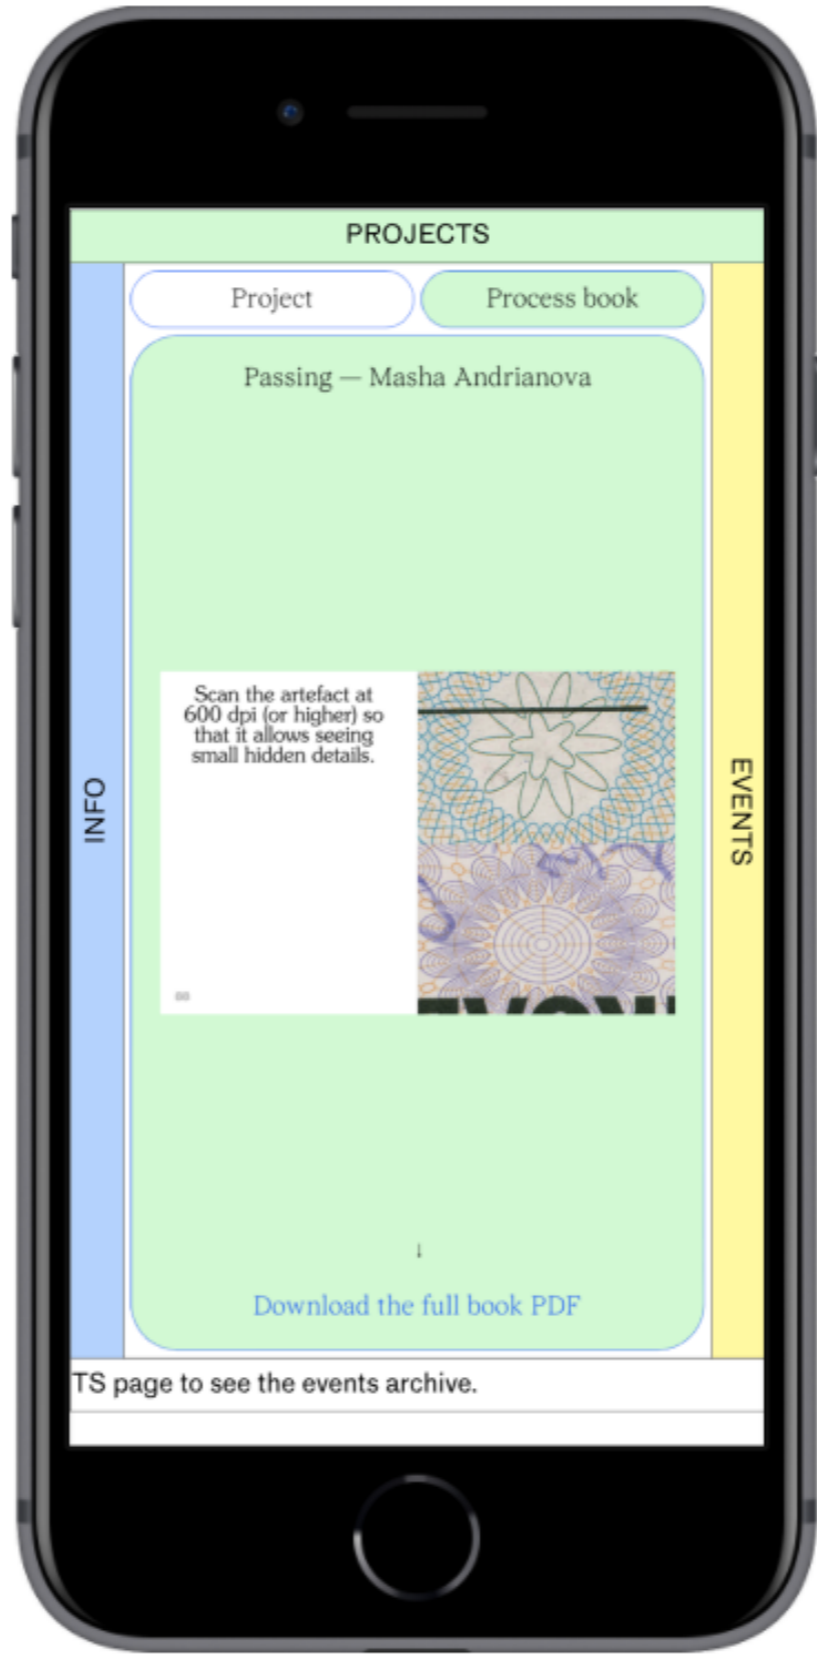 PROJECTS
Project
Process book
Passing — Masha Andrianova
Scan the artefact at
600 dpi (or higher) so
that it allows seeing
small hidden details.
INFO
EVENTS
↓
Download the full book PDF
TS page to see the events archive.